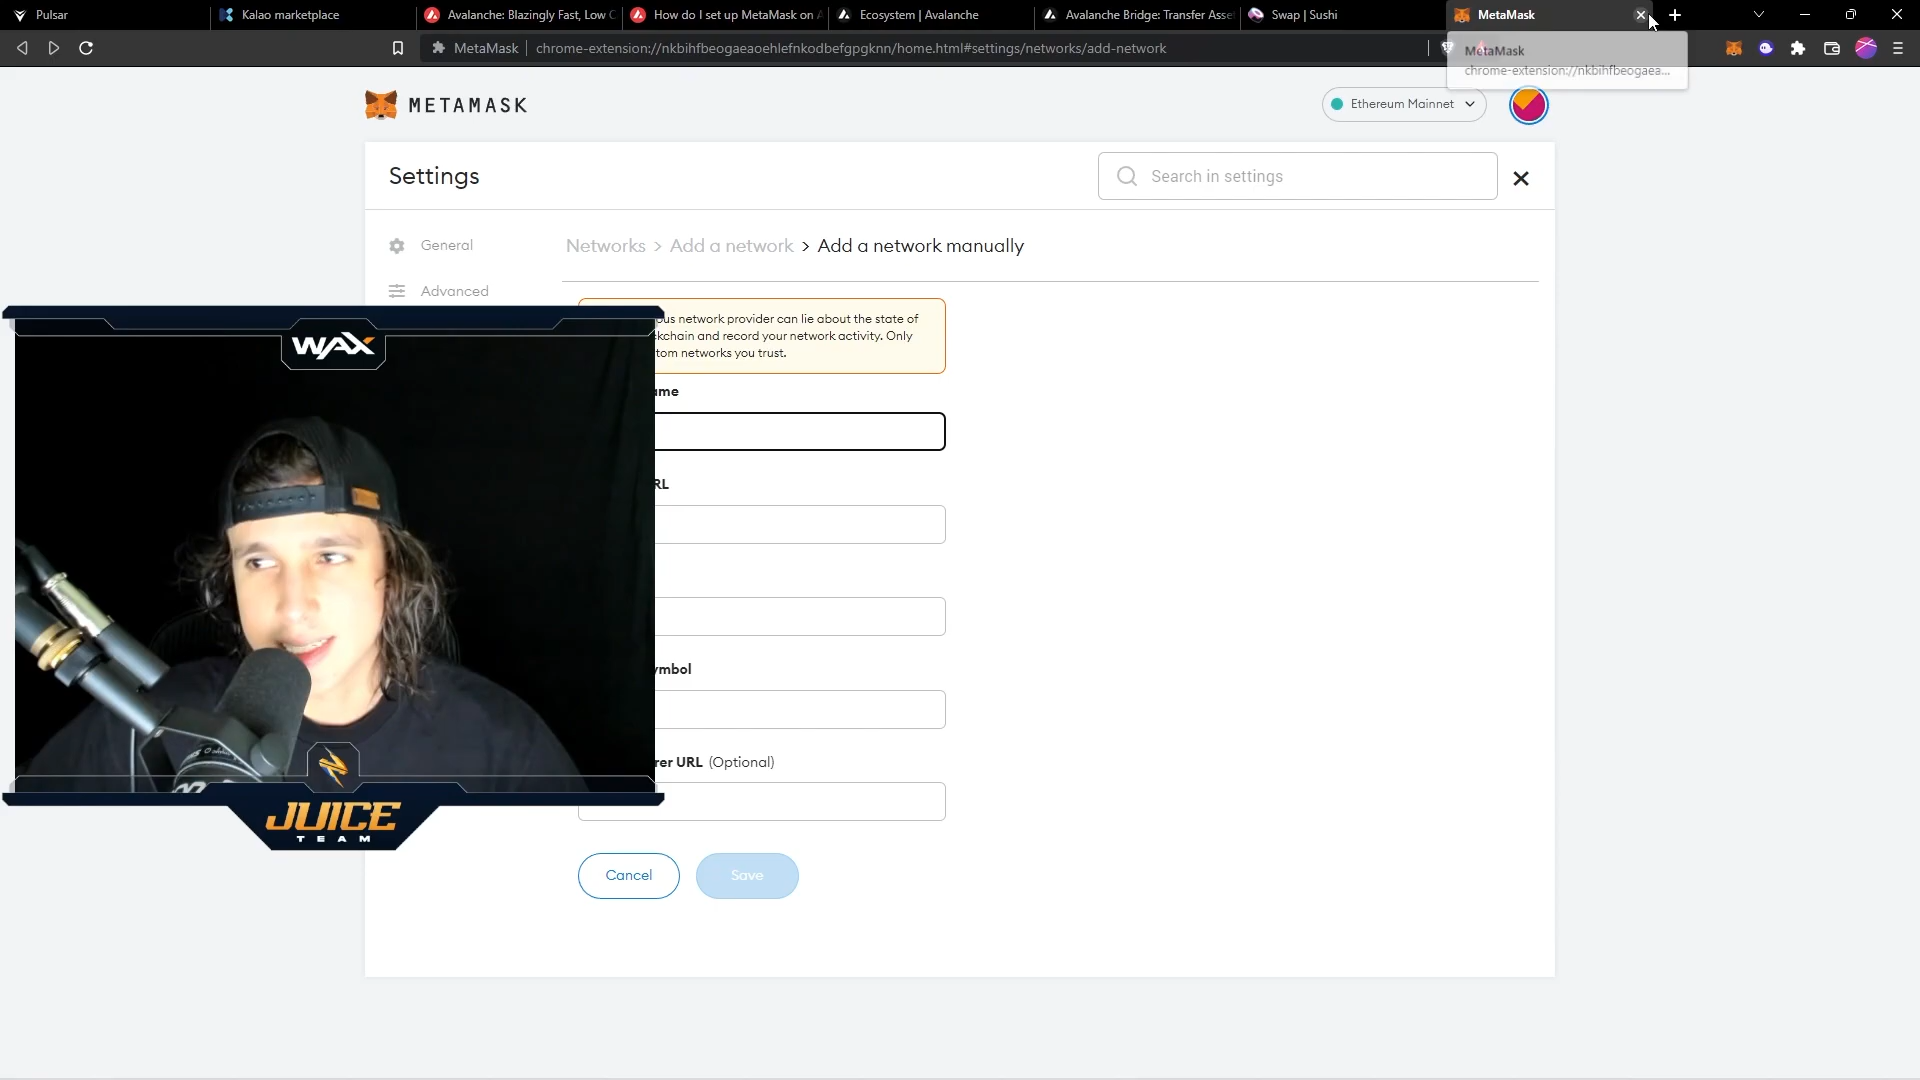 Pulsar
Kalao marketplace
Avalanche: Blazingly Fast, Low C
How do I set up MetaMask on A
Ecosystem | Avalanche
Avalanche Bridge: Transfer Asse
Swap | Sushi
MetaMask
MetaMask
chrome-extension://nkbihfbeogaeaoehlefnkodbefgpgknn/home.html#settings/networks/add-network
MetaMask
chrome-extension://nkbihfbeogaea...
METAMASK
Ethereum Mainnet
Settings
Search in settings
General
Networks > Add a network > Add a network manually
Advanced
ous network provider can lie about the state of
kchain and record your network activity. Only
tom networks you trust.
WAX
ame
RL
ymbol
rer URL (Optional)
JUICE
TEAM
Cancel
Save